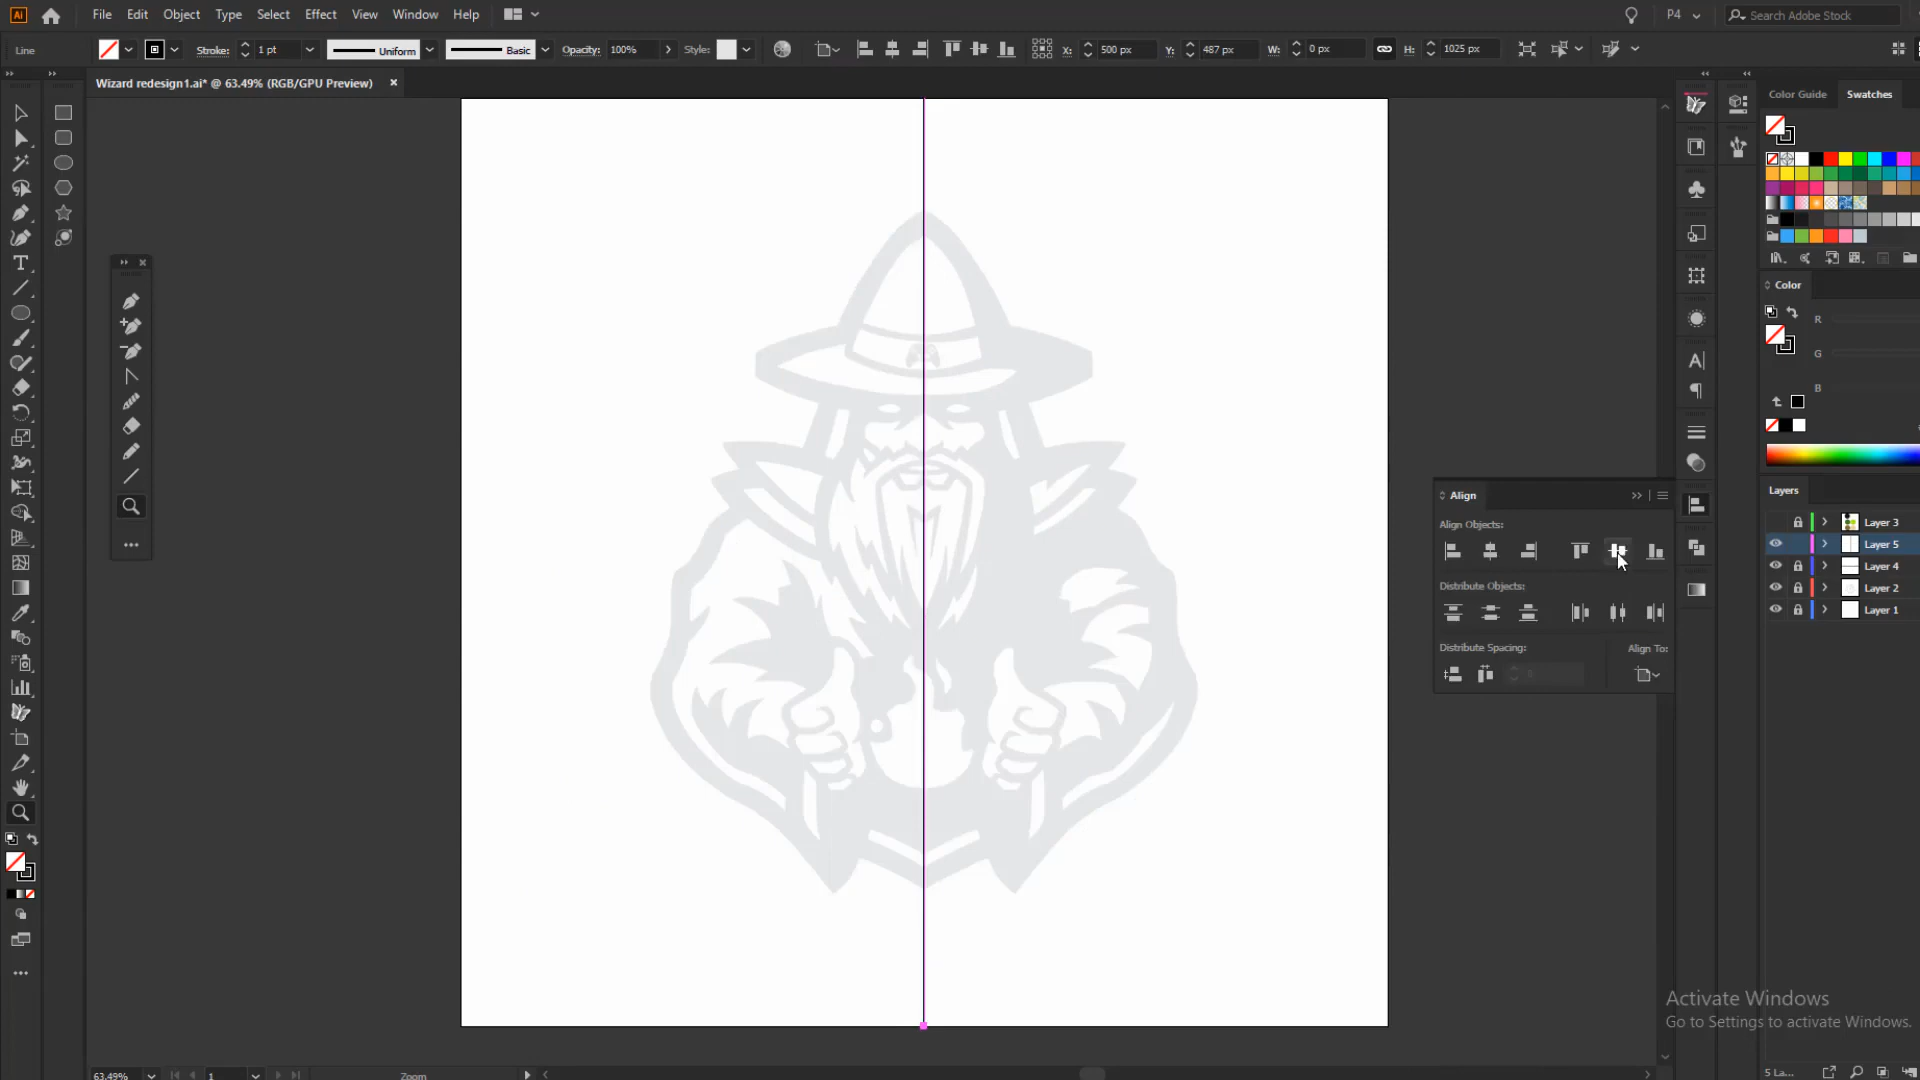 Ai File Edit Object Type Select Effect View Window Help P4 Search Adobe Stock
Line Stroke: 1 pt Uniform Basic Opacity: 100% Style: X: 500 px Y: 487 px W: 0 px H: 1025 px
Wizard redesign1.ai* @ 63.49% (RGB/GPU Preview)
Color Guide Swatches
Color
R
G
B
Align
Align Objects:
Distribute Objects:
Distribute Spacing: Align To:
Layers
Layer 3
Layer 5
Layer 4
Layer 2
Layer 1
Activate Windows
Go to Settings to activate Windows.
63.49% 1 Zoom 5 La...